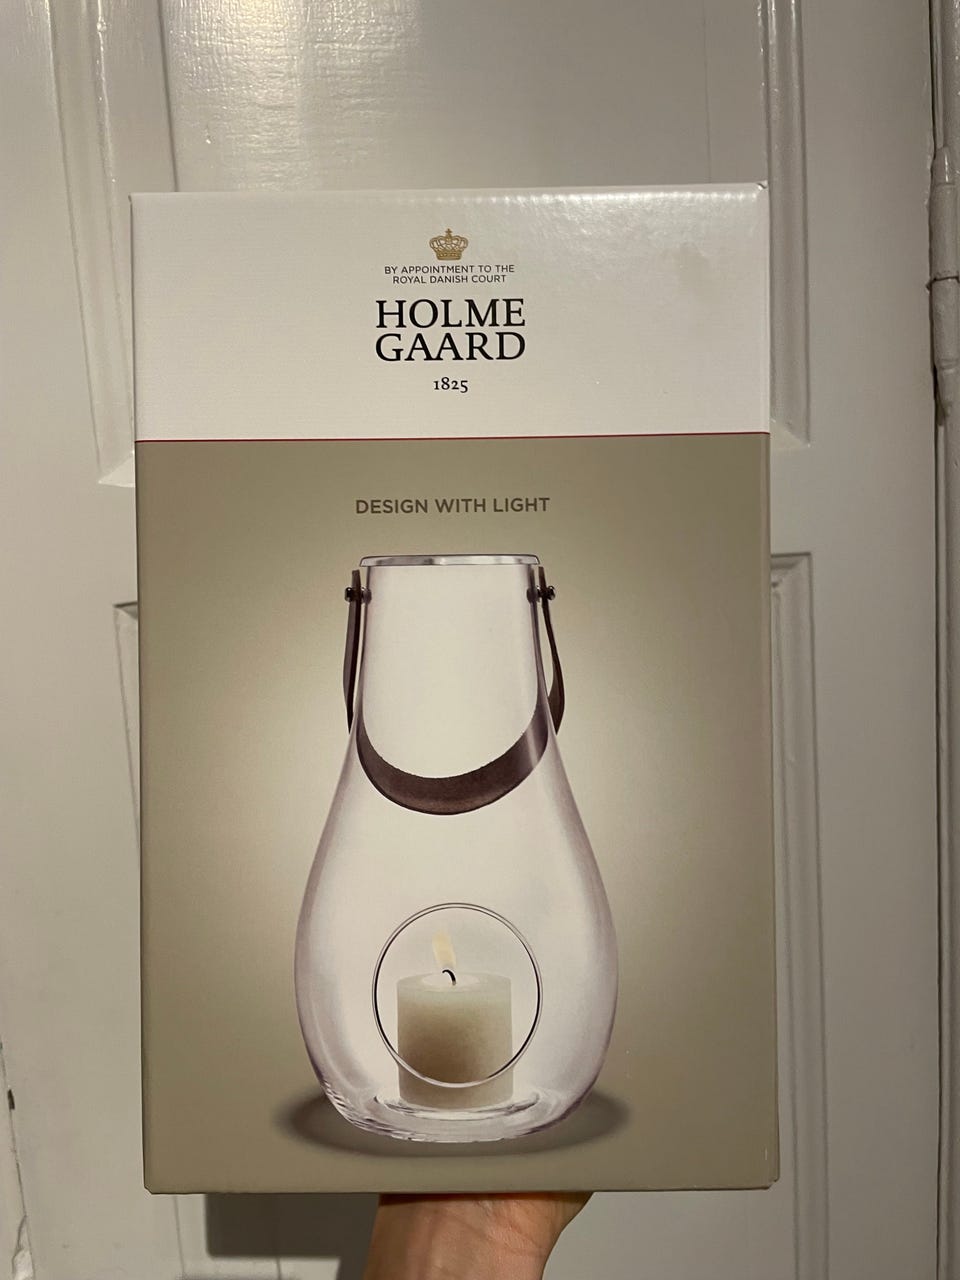 BY APPOINTMENT TO THE
ROYAL DANISH COURT
HOLME
GAARD
1825
DESIGN WITH LIGHT